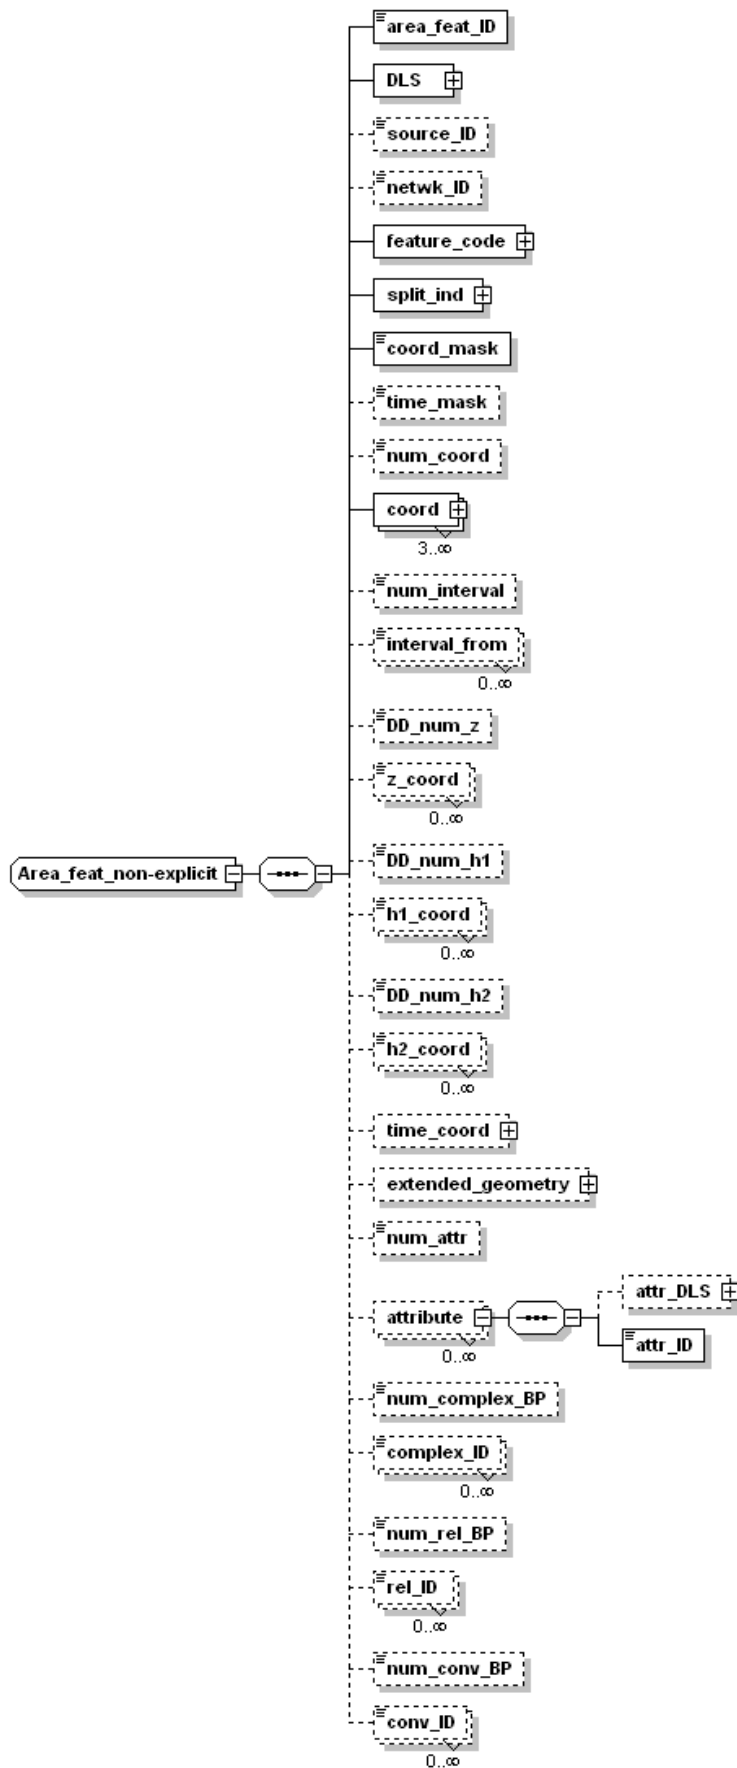 area_feat_ID
DLS
source_ID
netwk_ID
feature_code
split_ind
coord_mask
time_mask
num_coord
coord
3..∞
num_interval
interval_from
0..∞
DD_num_z
z_coord
0..∞
Area_feat_non-explicit
DD_num_h1
h1_coord
0..∞
DD_num_h2
h2_coord
0..∞
time_coord
extended_geometry
num_attr
attribute
0..∞
attr_DLS
attr_ID
num_complex_BP
complex_ID
0..∞
num_rel_BP
rel_ID
0..∞
num_conv_BP
conv_ID
0..∞